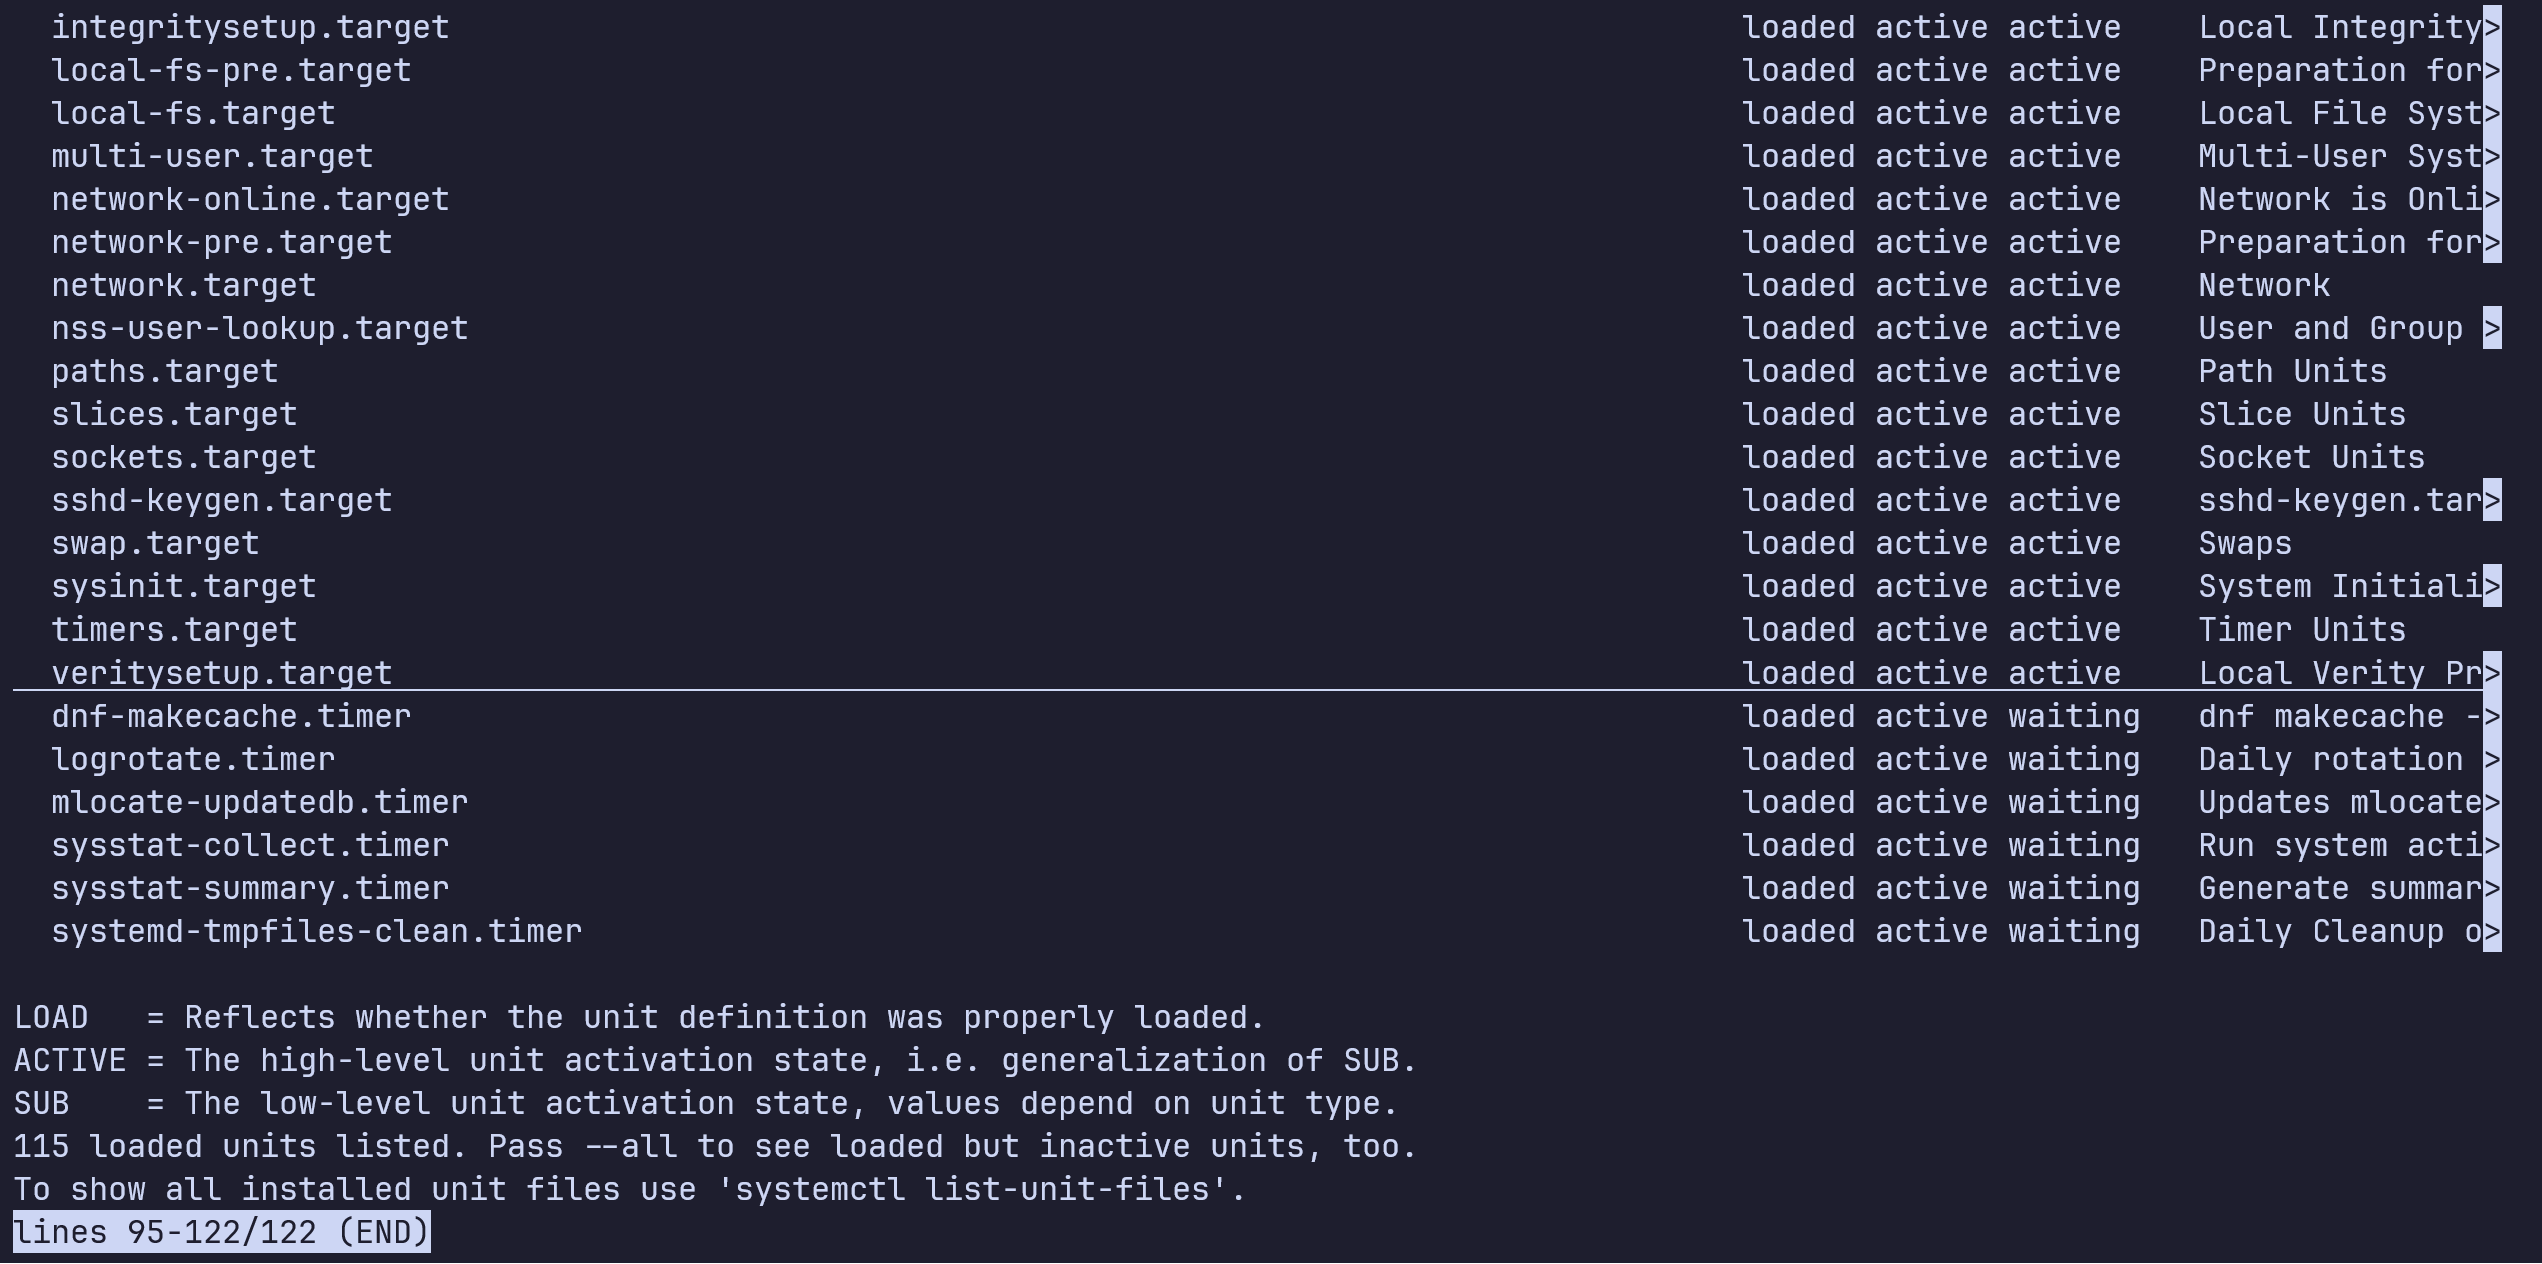 integritysetup.target loaded active active Local Integrity>
local-fs-pre.target loaded active active Preparation for>
local-fs.target loaded active active Local File Syst>
multi-user.target loaded active active Multi-User Syst>
network-online.target loaded active active Network is Onli>
network-pre.target loaded active active Preparation for>
network.target loaded active active Network
nss-user-lookup.target loaded active active User and Group >
paths.target loaded active active Path Units
slices.target loaded active active Slice Units
sockets.target loaded active active Socket Units
sshd-keygen.target loaded active active sshd-keygen.tar>
swap.target loaded active active Swaps
sysinit.target loaded active active System Initiali>
timers.target loaded active active Timer Units
veritysetup.target loaded active active Local Verity Pr>
dnf-makecache.timer loaded active waiting dnf makecache ->
logrotate.timer loaded active waiting Daily rotation >
mlocate-updatedb.timer loaded active waiting Updates mlocate>
sysstat-collect.timer loaded active waiting Run system acti>
sysstat-summary.timer loaded active waiting Generate summar>
systemd-tmpfiles-clean.timer loaded active waiting Daily Cleanup o>
LOAD   = Reflects whether the unit definition was properly loaded.
ACTIVE = The high-level unit activation state, i.e. generalization of SUB.
SUB    = The low-level unit activation state, values depend on unit type.
115 loaded units listed. Pass --all to see loaded but inactive units, too.
To show all installed unit files use 'systemctl list-unit-files'.
lines 95-122/122 (END)